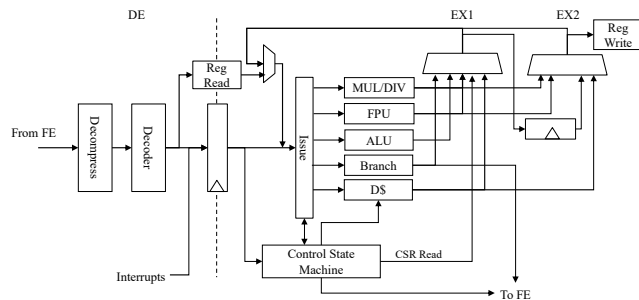 DE
EX1
EX2
Reg
Write
Reg
Read
MUL/DIV
FPU
ALU
Branch
D$
Issue
From FE
Decompress
Decoder
Interrupts
Control State
Machine
CSR Read
To FE